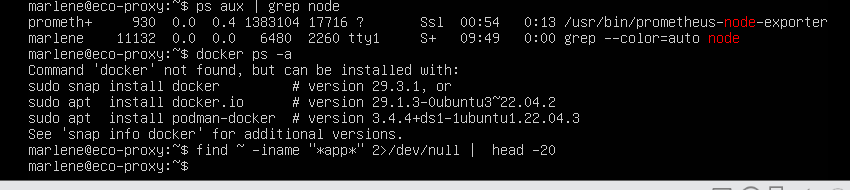 marlene@eco-proxy:~$ ps aux | grep node
prometh+     930  0.0  0.4 1383104 17716 ?       Ssl  00:54   0:13 /usr/bin/prometheus-node-exporter
marlene    11132  0.0  0.0   6480  2260 tty1     S+   09:49   0:00 grep --color=auto node
marlene@eco-proxy:~$ docker ps -a
Command 'docker' not found, but can be installed with:
sudo snap install docker         # version 29.3.1, or
sudo apt  install docker.io      # version 29.1.3-0ubuntu3~22.04.2
sudo apt  install podman-docker  # version 3.4.4+ds1-1ubuntu1.22.04.3
See 'snap info docker' for additional versions.
marlene@eco-proxy:~$ find ~ -iname "*app*" 2>/dev/null |  head -20
marlene@eco-proxy:~$